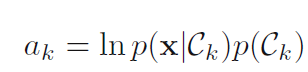 a_k = ln p(x|C_k)p(C_k)